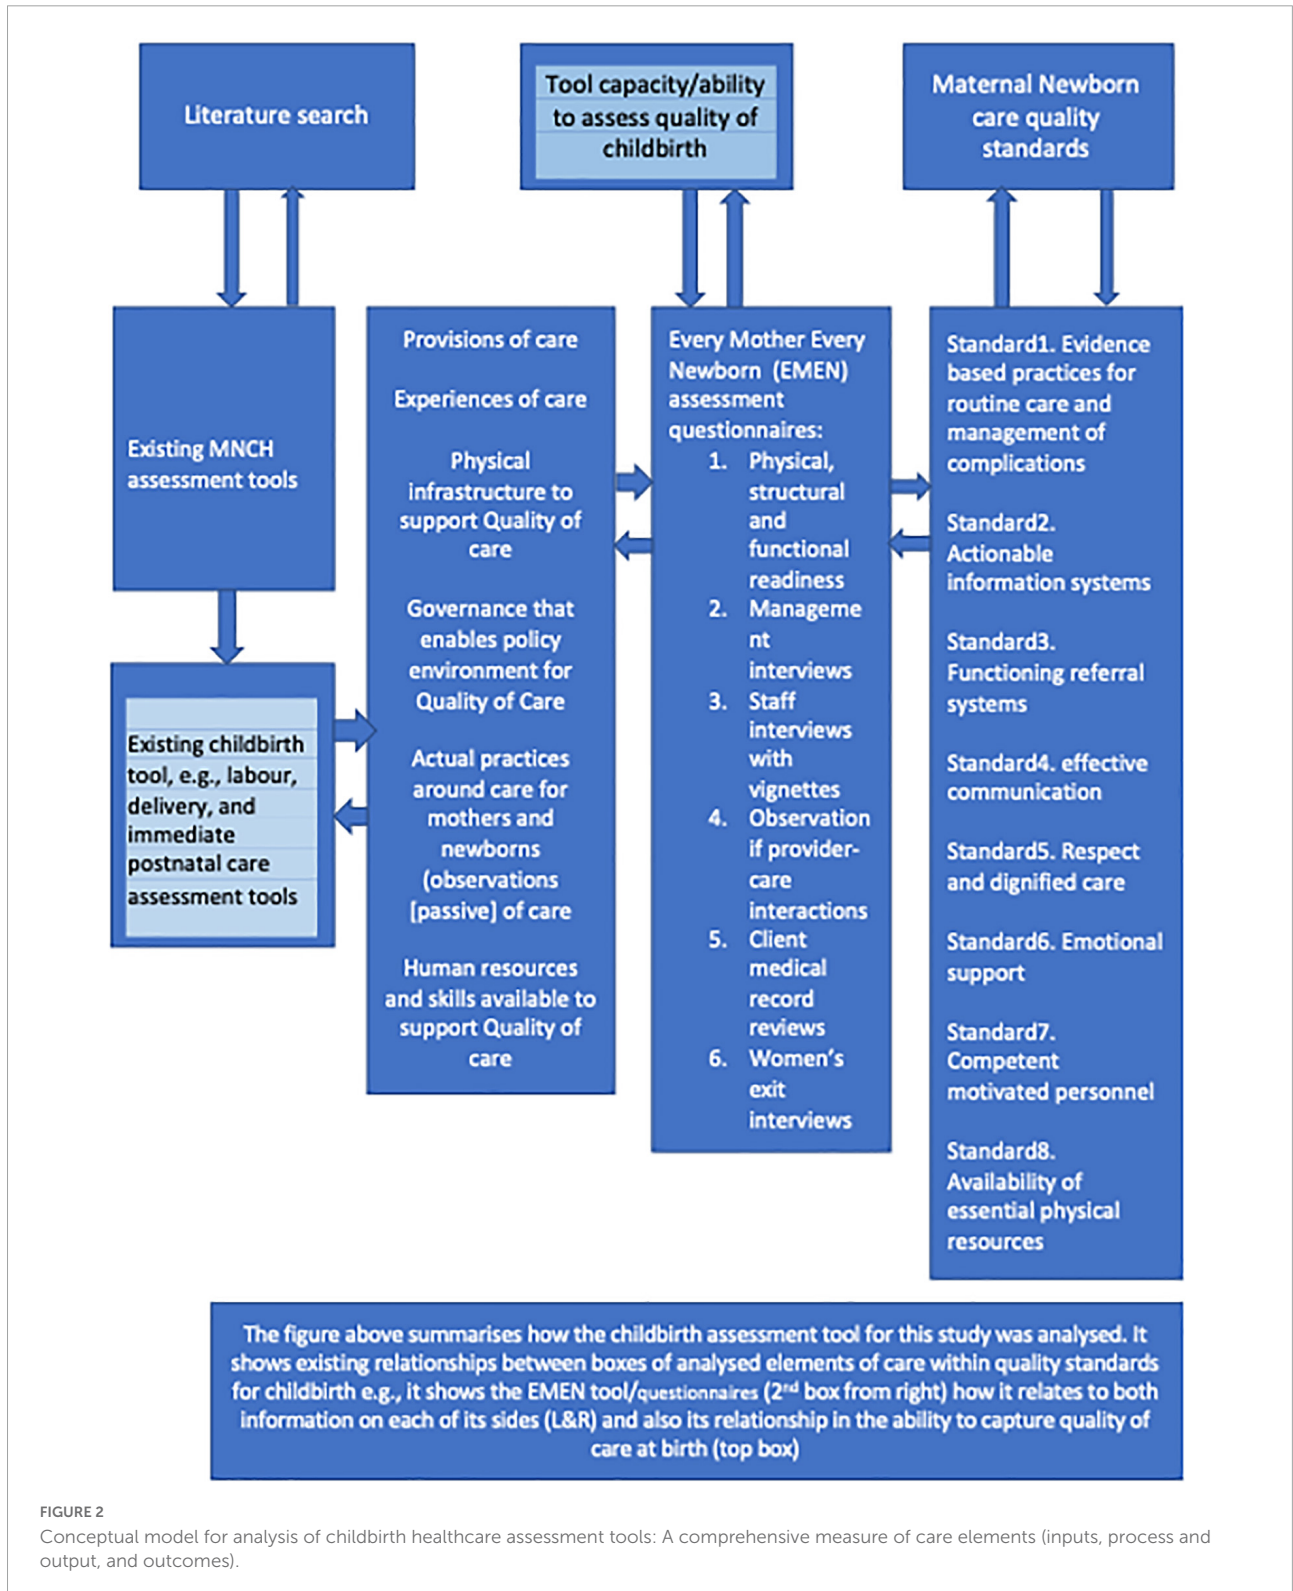 Literature search
Tool capacity/ability
to assess quality of
childbirth
Maternal Newborn
care quality
standards
Existing MNCH
assessment tools
Existing childbirth
tool, e.g., labour,
delivery, and
immediate
postnatal care
assessment tools
Provisions of care
Experiences of care
Physical
infrastructure to
support Quality of
care
Governance that
enables policy
environment for
Quality of Care
Actual practices
around care for
mothers and
newborns
(observations
[passive] of care
Human resources
and skills available to
support Quality of
care
Every Mother Every
Newborn (EMEN)
assessment
questionnaires:
1. Physical,
structural
and
functional
readiness
2. Manageme
nt
interviews
3. Staff
interviews
with
vignettes
4. Observation
if provider-
care
interactions
5. Client
medical
record
reviews
6. Women's
exit
interviews
Standard1. Evidence
based practices for
routine care and
management of
complications
Standard2.
Actionable
information systems
Standard3.
Functioning referral
systems
Standard4. effective
communication
Standard5. Respect
and dignified care
Standard6. Emotional
support
Standard7.
Competent
motivated personnel
Standard8.
Availability of
essential physical
resources
The figure above summarises how the childbirth assessment tool for this study was analysed. It
shows existing relationships between boxes of analysed elements of care within quality standards
for childbirth e.g., it shows the EMEN tool/questionnaires (2nd box from right) how it relates to both
information on each of its sides (L&R) and also its relationship in the ability to capture quality of
care at birth (top box)
FIGURE 2
Conceptual model for analysis of childbirth healthcare assessment tools: A comprehensive measure of care elements (inputs, process and
output, and outcomes).